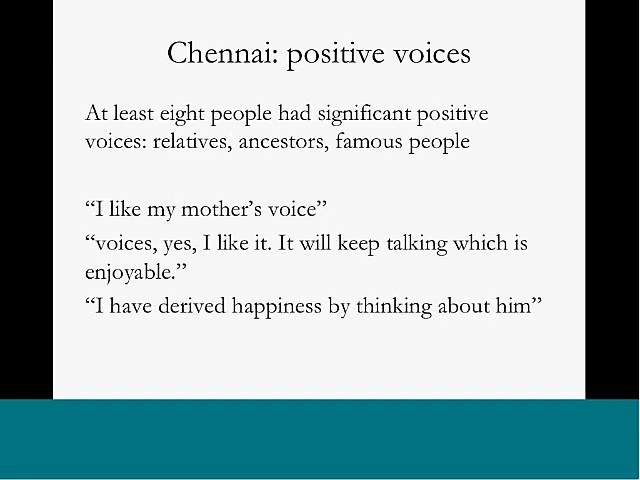 Chennai: positive voices
At least eight people had significant positive
voices: relatives, ancestors, famous people
“I like my mother’s voice”
“voices, yes, I like it. It will keep talking which is
enjoyable.”
“I have derived happiness by thinking about him”